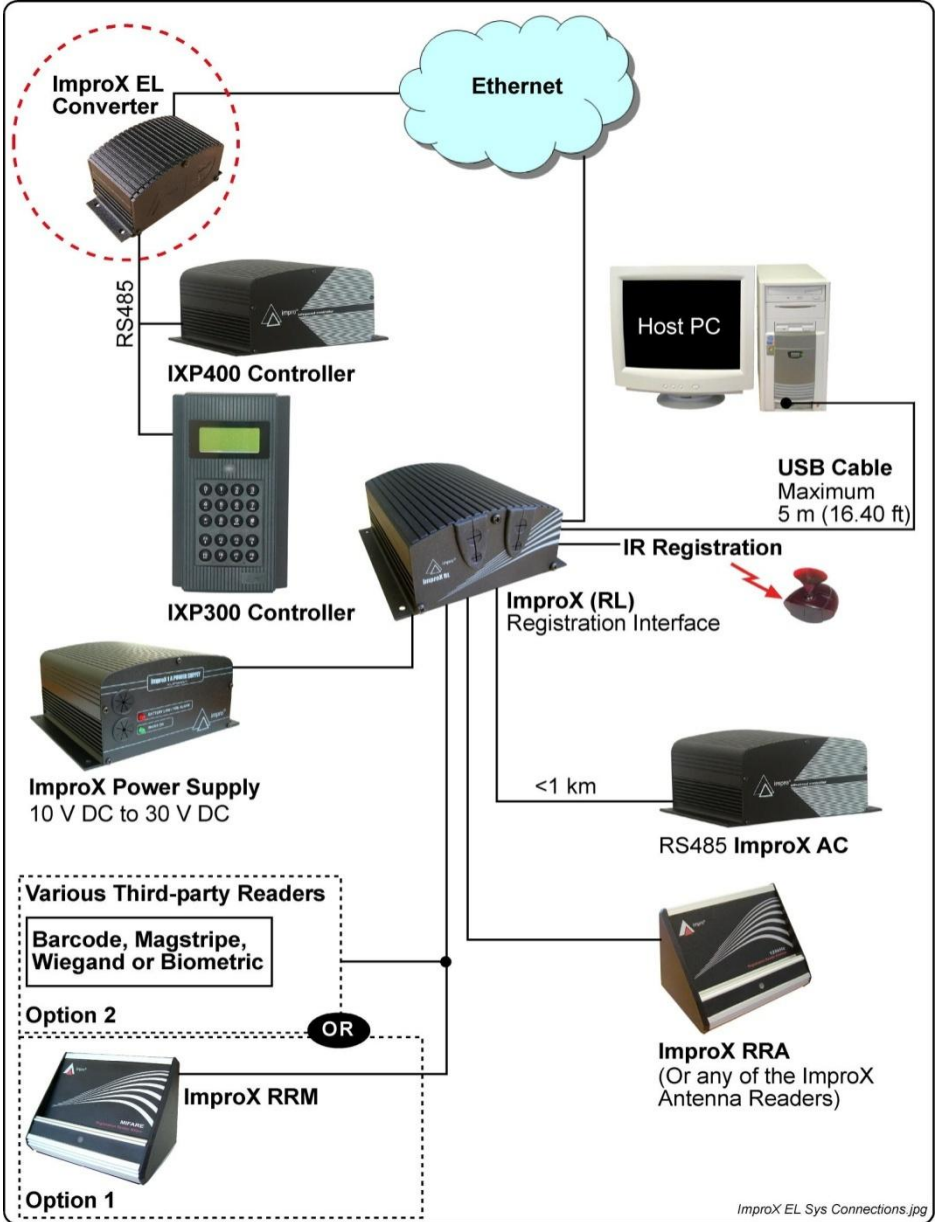 ImproX EL
Converter
Ethernet
RS485
IXP400 Controller
Host PC
IXP300 Controller
USB Cable
Maximum
5 m (16.40 ft)
IR Registration
ImproX RL
ImproX (RL)
Registration Interface
ImproX Power Supply
10 V DC to 30 V DC
<1 km
RS485 ImproX AC
Various Third-party Readers
Barcode, Magstripe,
Wiegand or Biometric
Option 2
OR
MIFARE
ImproX RRM
Option 1
ImproX RRA
(Or any of the ImproX
Antenna Readers)
ImproX EL Sys Connections.jpg